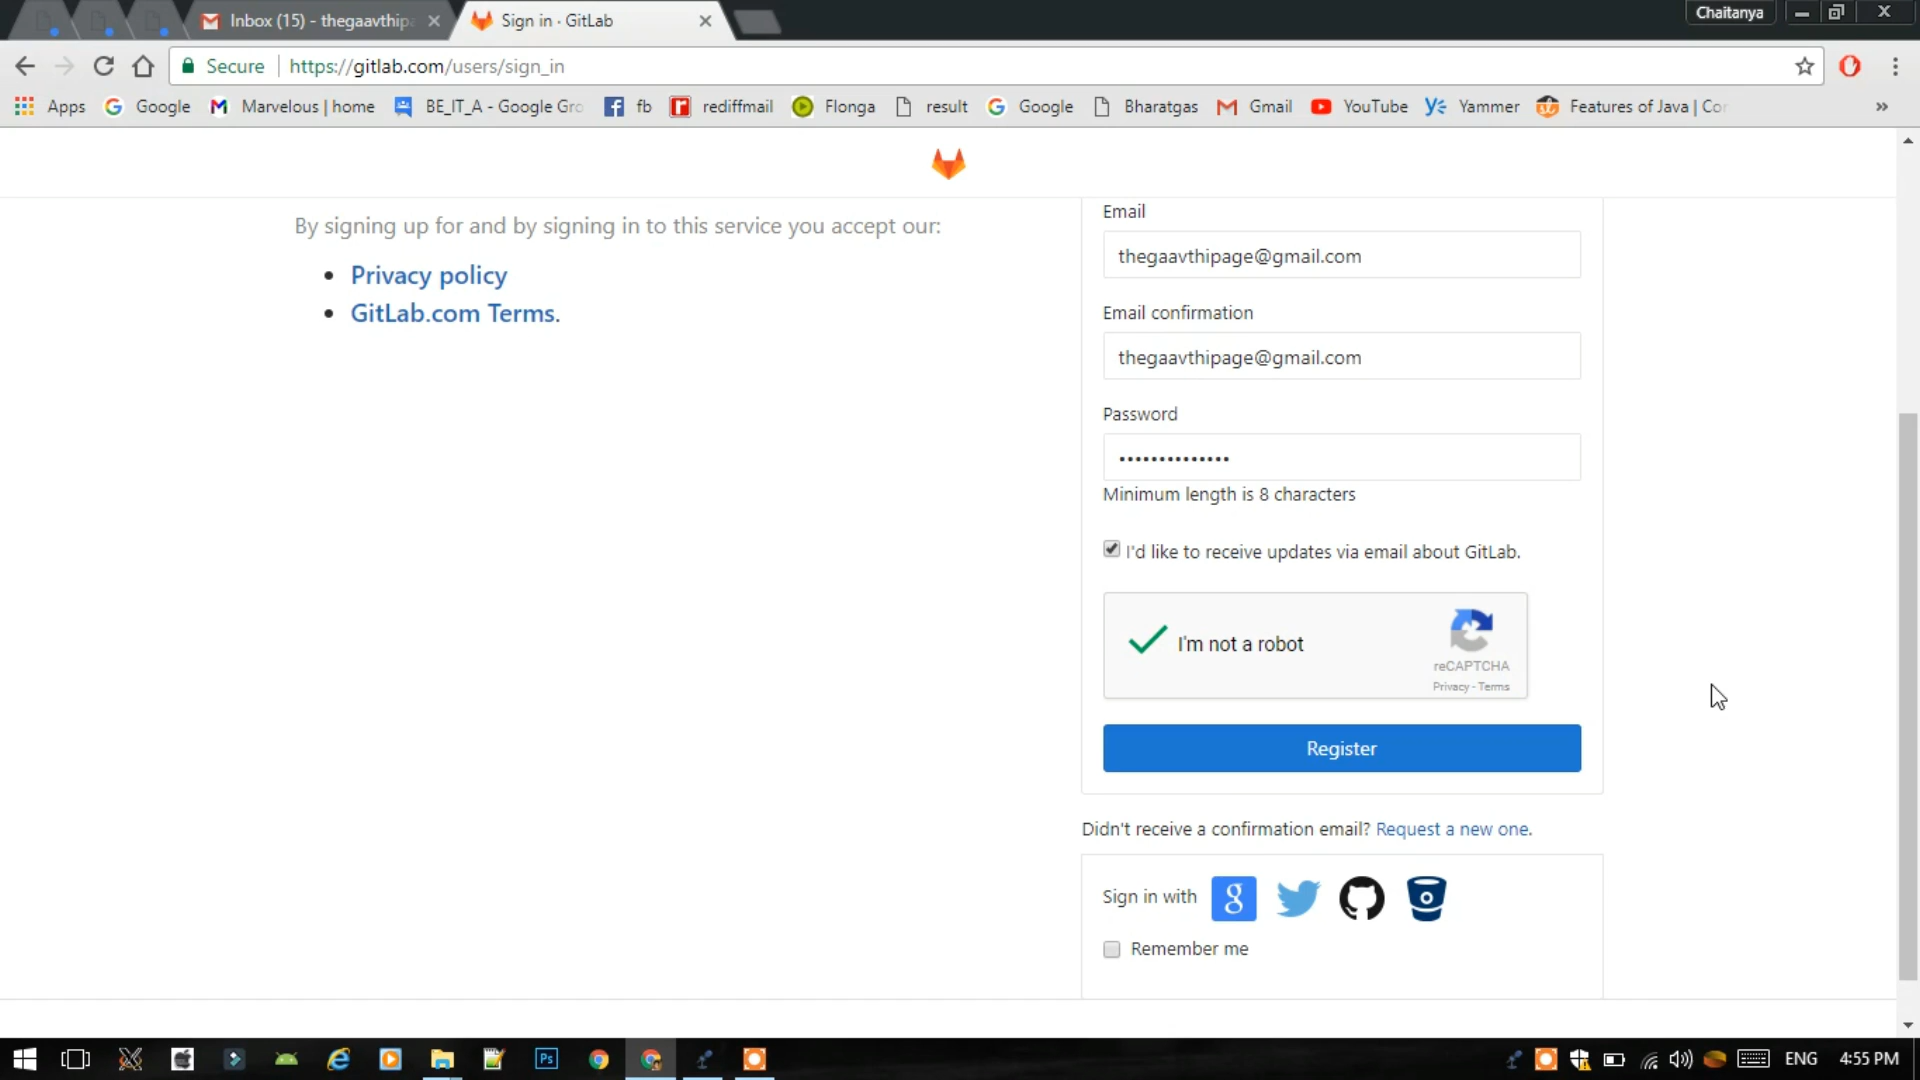 Inbox (15) - thegaavthipa
Sign in · GitLab
Chaitanya
Secure
https://gitlab.com/users/sign_in
Apps
Google
Marvelous | home
BE_IT_A - Google Gro
fb
rediffmail
Flonga
result
Google
Bharatgas
Gmail
YouTube
Yammer
Features of Java | Cor
»
By signing up for and by signing in to this service you accept our:
• Privacy policy
• GitLab.com Terms.
Email
thegaavthipage@gmail.com
Email confirmation
thegaavthipage@gmail.com
Password
••••••••••••••
Minimum length is 8 characters
I'd like to receive updates via email about GitLab.
I'm not a robot
reCAPTCHA
Privacy - Terms
Register
Didn't receive a confirmation email? Request a new one.
Sign in with
Remember me
Ps
ENG
4:55 PM